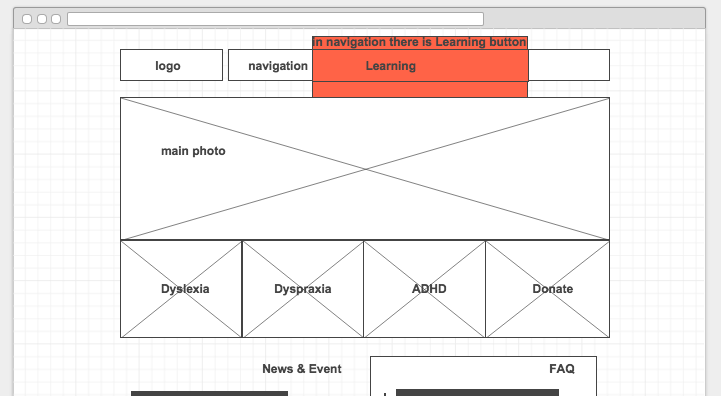 in navigation there is Learning button
logo
navigation
Learning
main photo
Dyslexia
Dyspraxia
ADHD
Donate
News & Event
FAQ